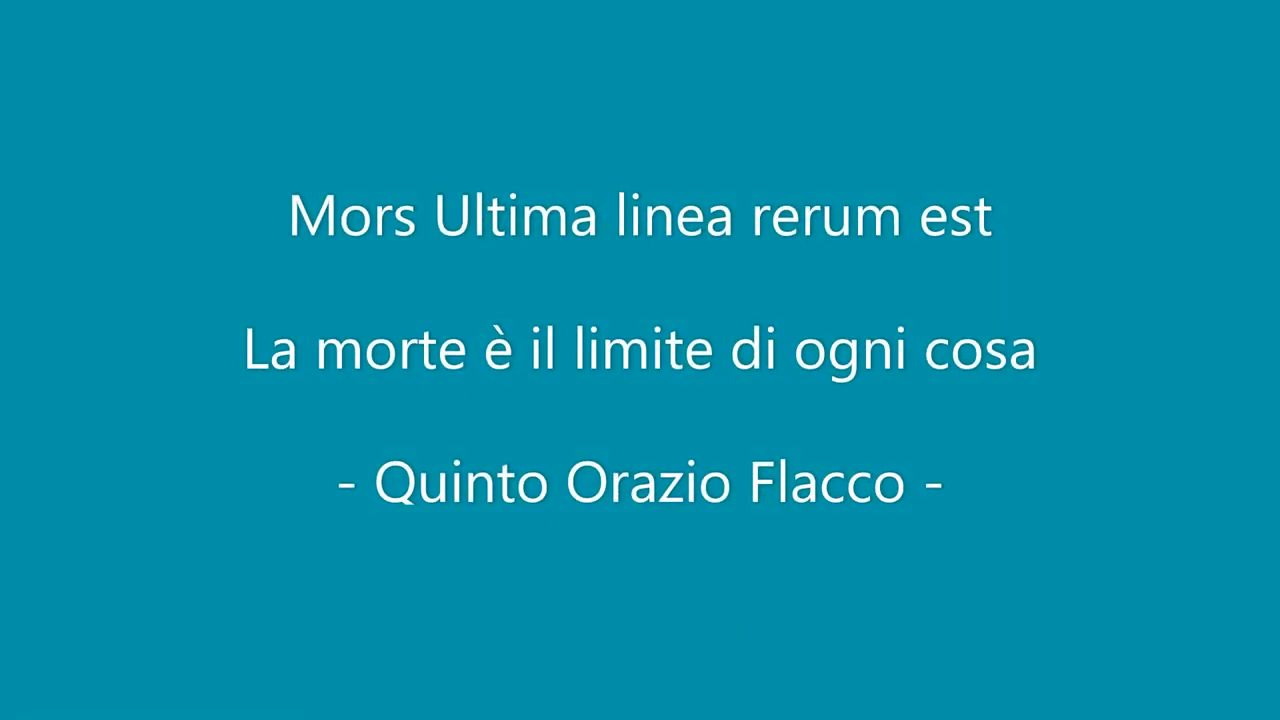 Mors Ultima linea rerum est
La morte è il limite di ogni cosa
- Quinto Orazio Flacco -